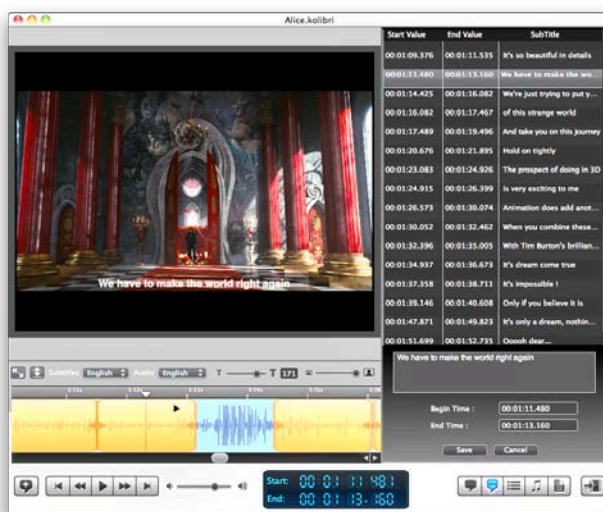 Alice.kolibri
Start Value End Value SubTitle
00:01:09.376 00:01:11.535 It's so beautiful in details
00:01:11.480 00:01:13.160 We have to make the wo...
00:01:14.425 00:01:16.082 We're just trying to put y...
00:01:16.082 00:01:17.467 of this strange world
00:01:17.489 00:01:19.496 And take you on this journey
00:01:20.676 00:01:21.895 Hold on tightly
00:01:23.083 00:01:24.926 The prospect of doing in 3D
00:01:24.915 00:01:26.399 Is very exciting to me
00:01:26.573 00:01:30.074 Animation does add anot...
00:01:30.052 00:01:32.462 When you combine these...
00:01:32.396 00:01:35.005 With Tim Burton's brillian...
00:01:34.937 00:01:36.673 It's dream come true
00:01:37.358 00:01:38.711 It's impossible !
00:01:39.146 00:01:40.608 Only if you believe it is
00:01:47.871 00:01:49.823 It's only a dream, nothin...
00:01:51.699 00:01:52.735 Ooooh dear...
We have to make the world right again
Subtitles English Audio English T T 171
We have to make the world right again
Begin Time : 00:01:11.480
End Time : 00:01:13.160
Save Cancel
Start: 00 01 11 481
End: 00 01 13.160